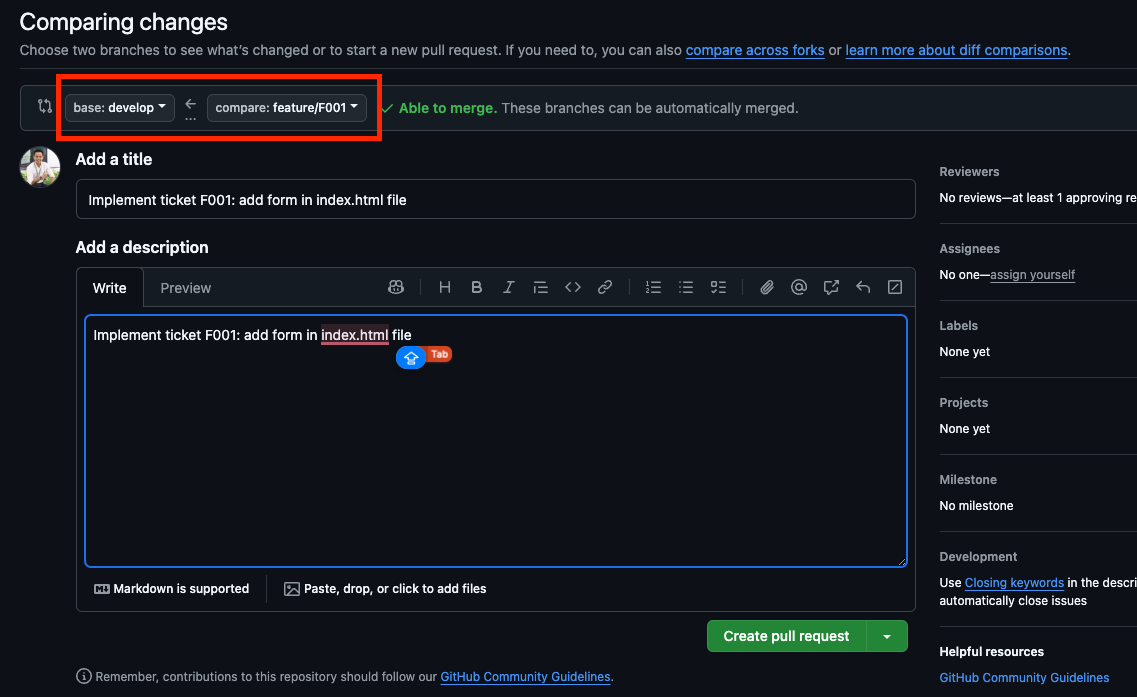 Comparing changes
Choose two branches to see what's changed or to start a new pull request. If you need to, you can also compare across forks or learn more about diff comparisons.
base: develop ← compare: feature/F001 ✓ Able to merge. These branches can be automatically merged.
...
Add a title
Implement ticket F001: add form in index.html file
Add a description
Write Preview
Implement ticket F001: add form in index.html file
Tab
Markdown is supported
Paste, drop, or click to add files
Create pull request
Remember, contributions to this repository should follow our GitHub Community Guidelines.
Reviewers
No reviews—at least 1 approving re
Assignees
No one—assign yourself
Labels
None yet
Projects
None yet
Milestone
No milestone
Development
Use Closing keywords in the descri
automatically close issues
Helpful resources
GitHub Community Guidelines